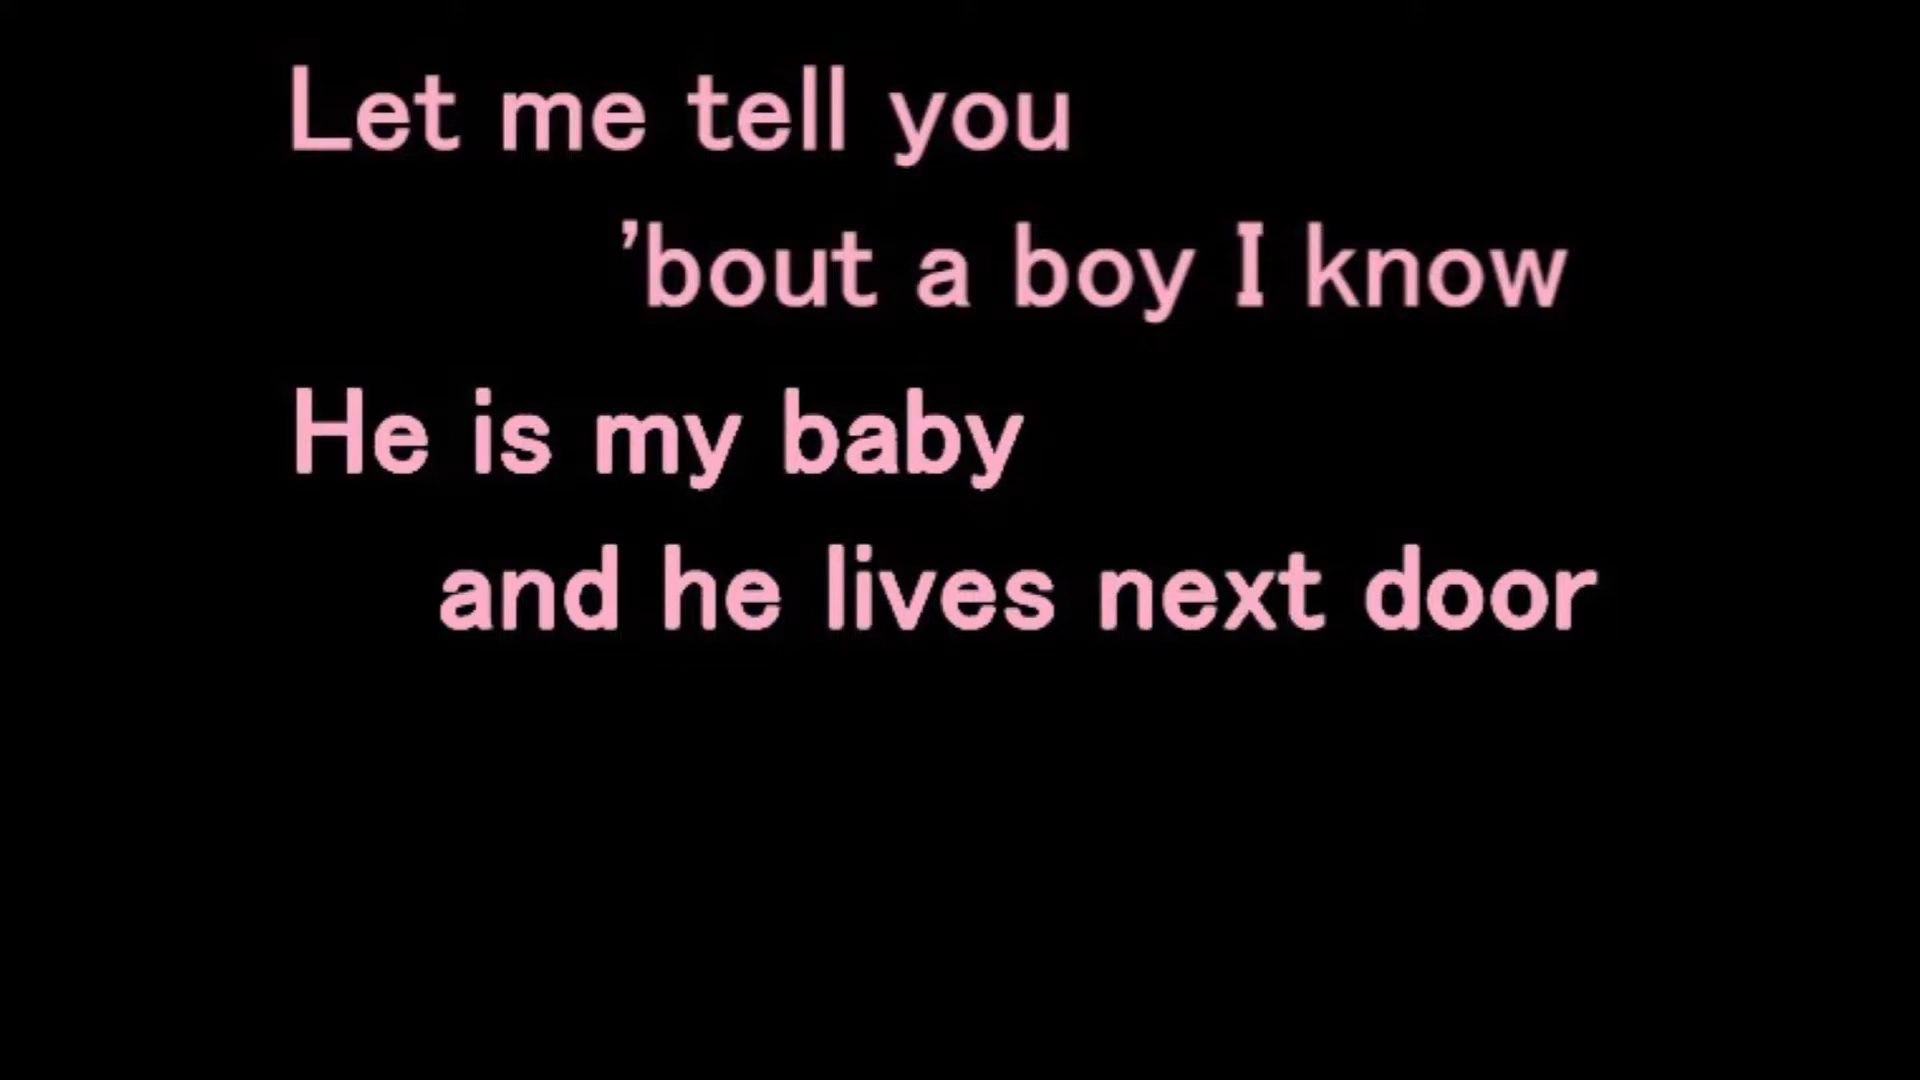 Let me tell you
’bout a boy I know
He is my baby
and he lives next door